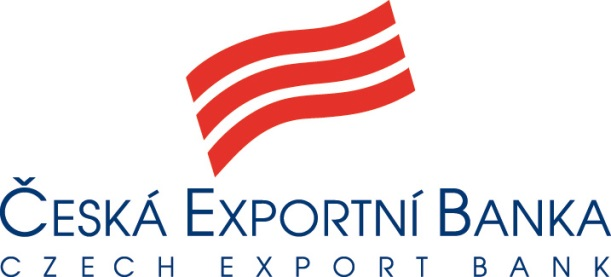 Česká Exportní Banka
CZECH EXPORT BANK